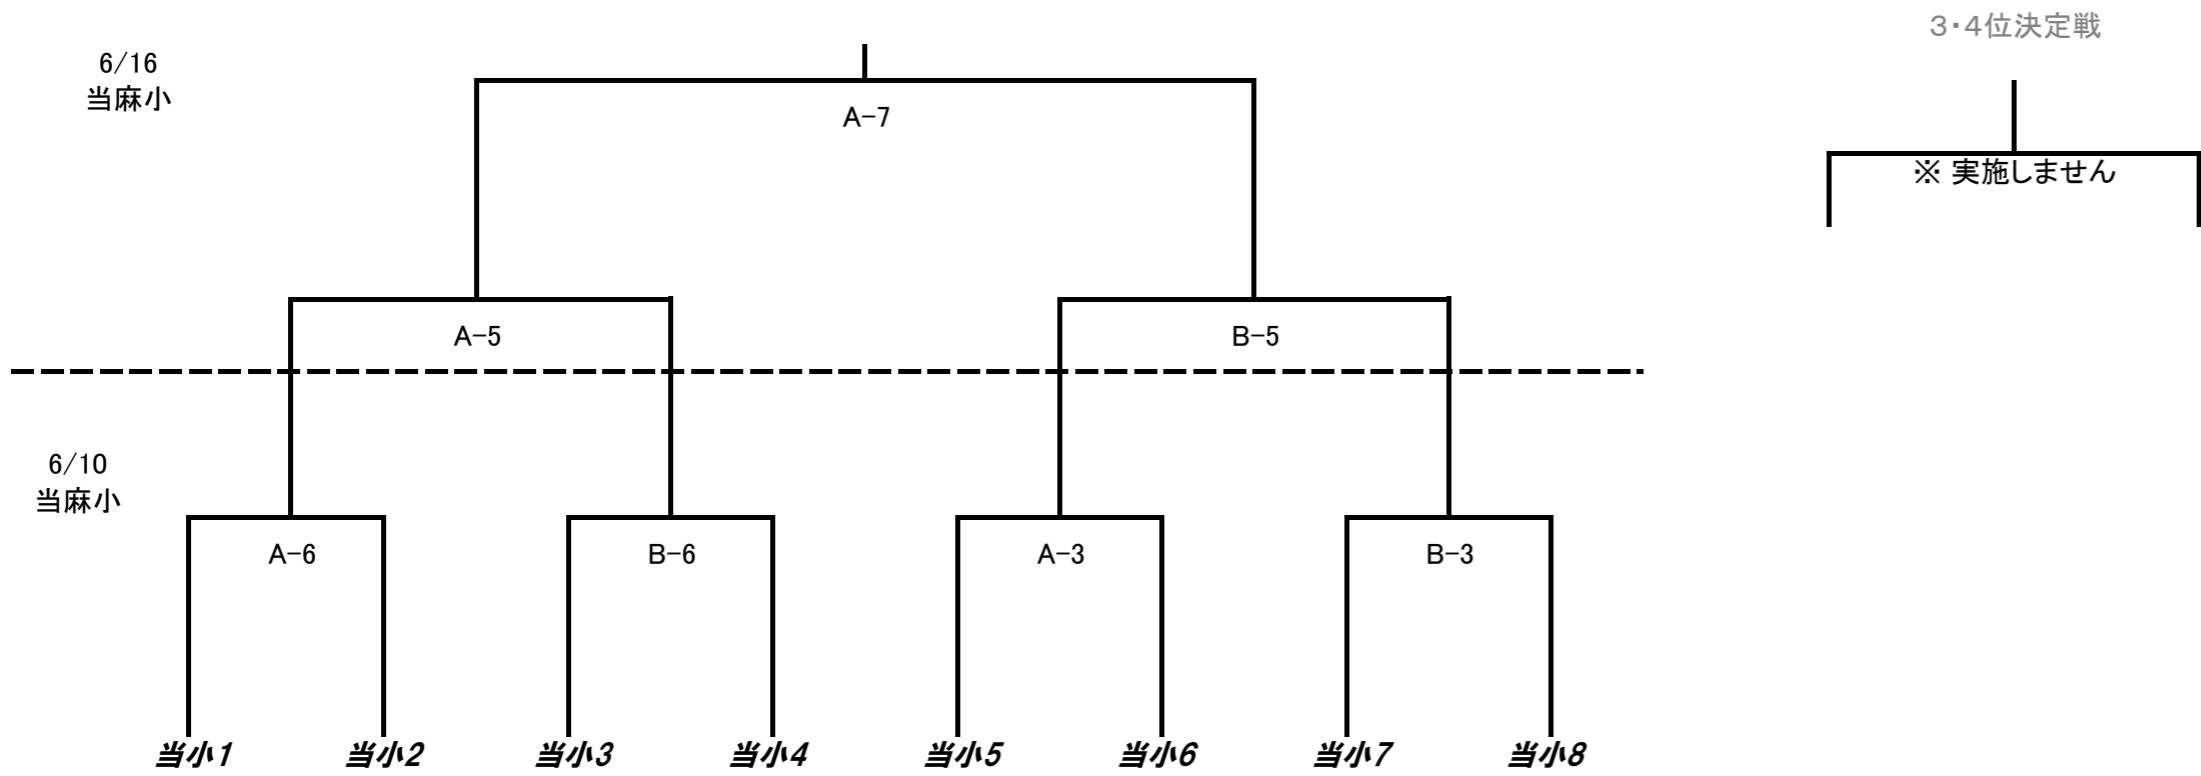 3・4位決定戦
6/16
当麻小
A-7
※ 実施しません
A-5
B-5
6/10
当麻小
A-6
B-6
A-3
B-3
当小1
当小2
当小3
当小4
当小5
当小6
当小7
当小8